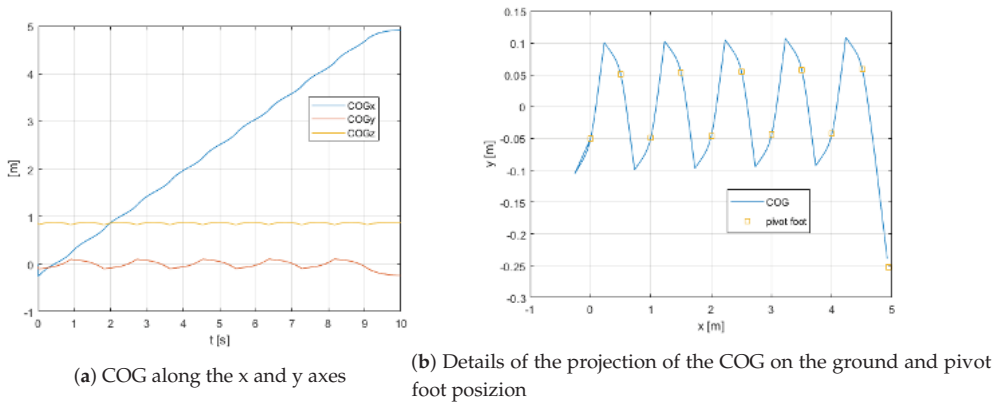 5
4
3
2
1
0
-1
[m]
COGx
COGy
COGz
0 1 2 3 4 5 6 7 8 9 10
t [s]
(a) COG along the x and y axes
0.15
0.1
0.05
0
-0.05
-0.1
-0.15
-0.2
-0.25
-0.3
y [m]
COG
pivot foot
-1 0 1 2 3 4 5
x [m]
(b) Details of the projection of the COG on the ground and pivot
foot posizion